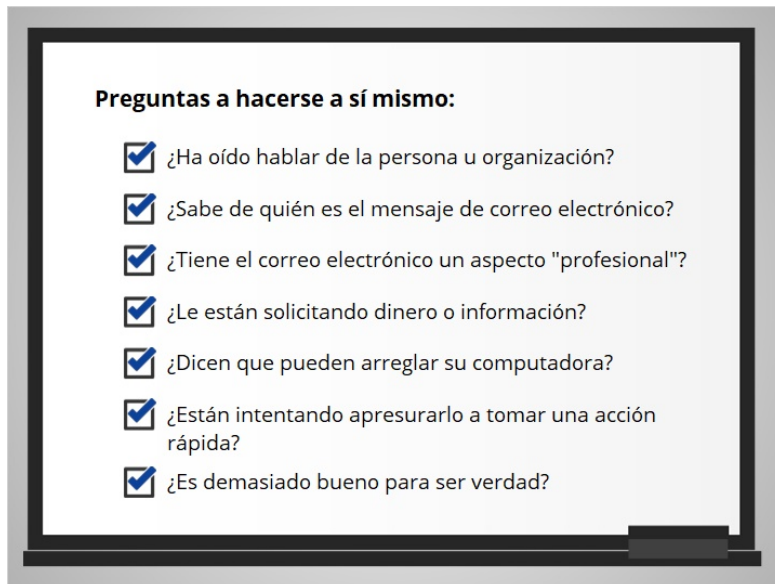 Preguntas a hacerse a sí mismo:
¿Ha oído hablar de la persona u organización?
¿Sabe de quién es el mensaje de correo electrónico?
¿Tiene el correo electrónico un aspecto "profesional"?
¿Le están solicitando dinero o información?
¿Dicen que pueden arreglar su computadora?
¿Están intentando apresurarlo a tomar una acción
rápida?
¿Es demasiado bueno para ser verdad?